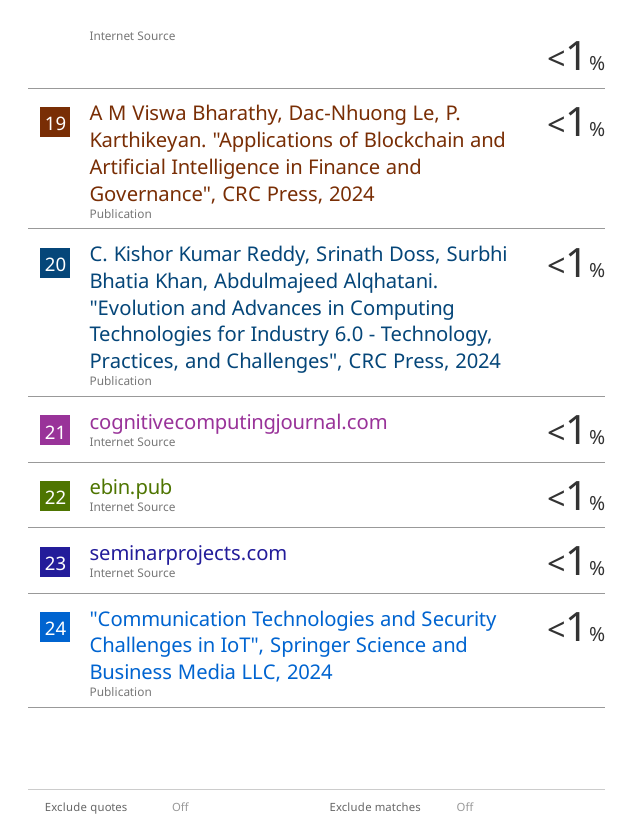 Internet Source
<1%
19 A M Viswa Bharathy, Dac-Nhuong Le, P. <1%
Karthikeyan. "Applications of Blockchain and
Artificial Intelligence in Finance and
Governance", CRC Press, 2024
Publication
20 C. Kishor Kumar Reddy, Srinath Doss, Surbhi <1%
Bhatia Khan, Abdulmajeed Alqhatani.
"Evolution and Advances in Computing
Technologies for Industry 6.0 - Technology,
Practices, and Challenges", CRC Press, 2024
Publication
21 cognitivecomputingjournal.com <1%
Internet Source
22 ebin.pub <1%
Internet Source
23 seminarprojects.com <1%
Internet Source
24 "Communication Technologies and Security <1%
Challenges in IoT", Springer Science and
Business Media LLC, 2024
Publication
Exclude quotes Off Exclude matches Off